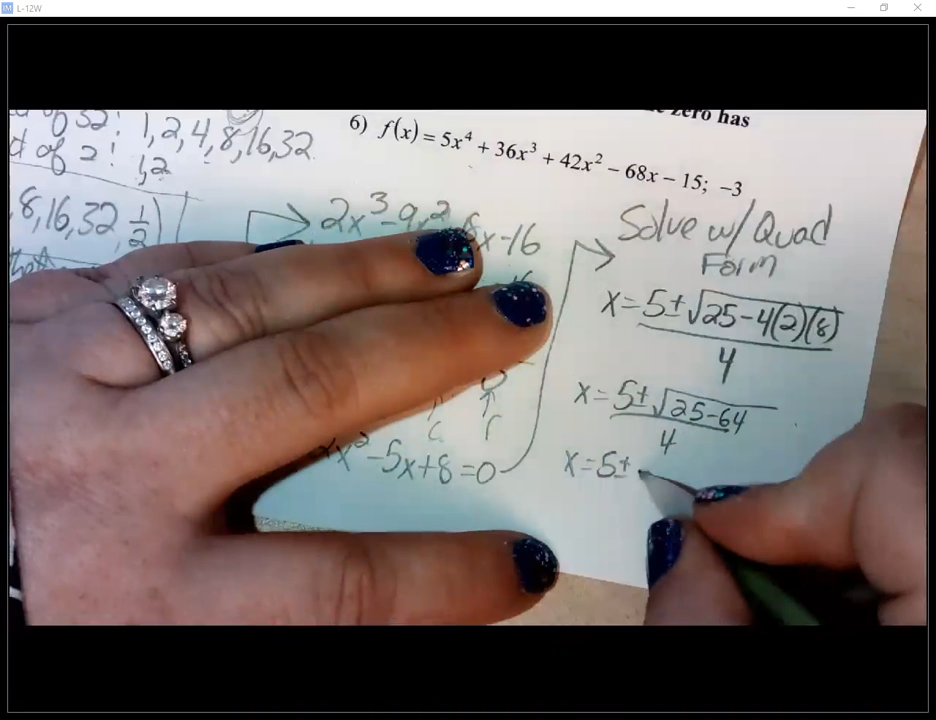 L-12W
zero has
of 32: 1,2,4,8,16,32
of 2: 1,2
6) f(x) = 5x⁴ + 36x³ + 42x² − 68x − 15; −3
8,16,32,½)
x-16
Solve w/ Quad
Form
x = 5 ± √25-4(2)(8)
4
x = 5 ± √25-64
4
x² - 5x + 8 = 0
x = 5 ±